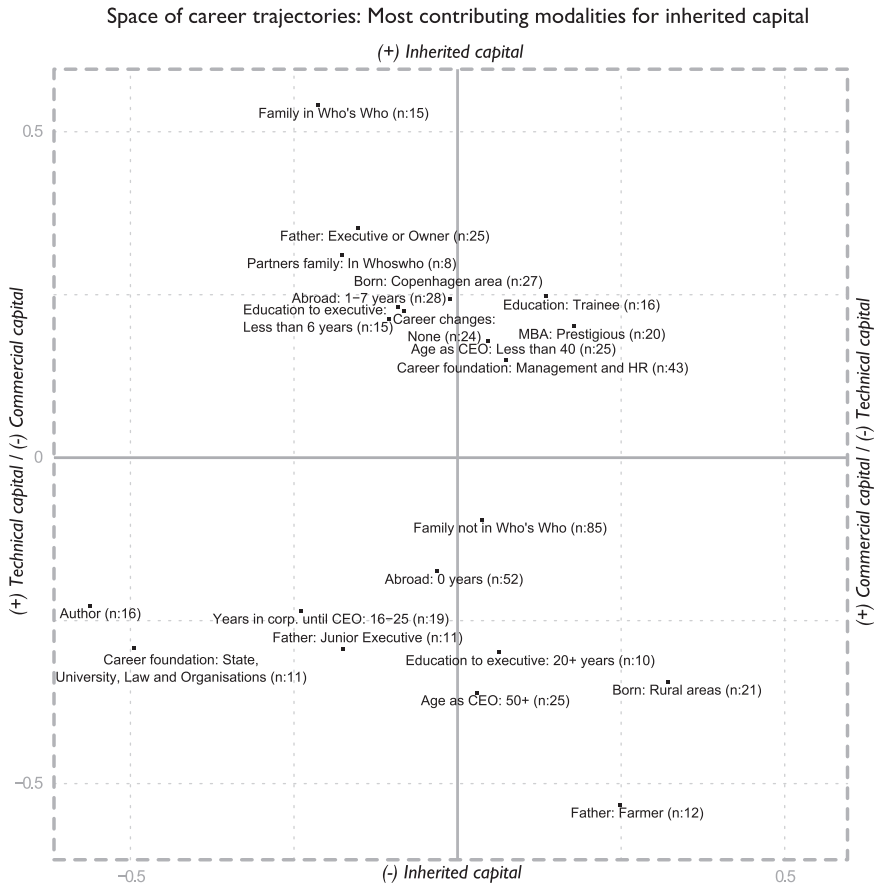 Space of career trajectories: Most contributing modalities for inherited capital
(+) Inherited capital
Family in Who's Who (n:15)
0.5
Father: Executive or Owner (n:25)
Partners family: In Whoswho (n:8)
Born: Copenhagen area (n:27)
Abroad: 1−7 years (n:28)
Education: Trainee (n:16)
Education to executive:
Less than 6 years (n:15)
Career changes:
None (n:24)
MBA: Prestigious (n:20)
Age as CEO: Less than 40 (n:25)
Career foundation: Management and HR (n:43)
(+) Technical capital / (-) Commercial capital
(+) Commercial capital / (-) Technical capital
0
Family not in Who's Who (n:85)
Abroad: 0 years (n:52)
Author (n:16)
Years in corp. until CEO: 16−25 (n:19)
Father: Junior Executive (n:11)
Career foundation: State,
University, Law and Organisations (n:11)
Education to executive: 20+ years (n:10)
Born: Rural areas (n:21)
Age as CEO: 50+ (n:25)
−0.5
Father: Farmer (n:12)
−0.5
(-) Inherited capital
0.5